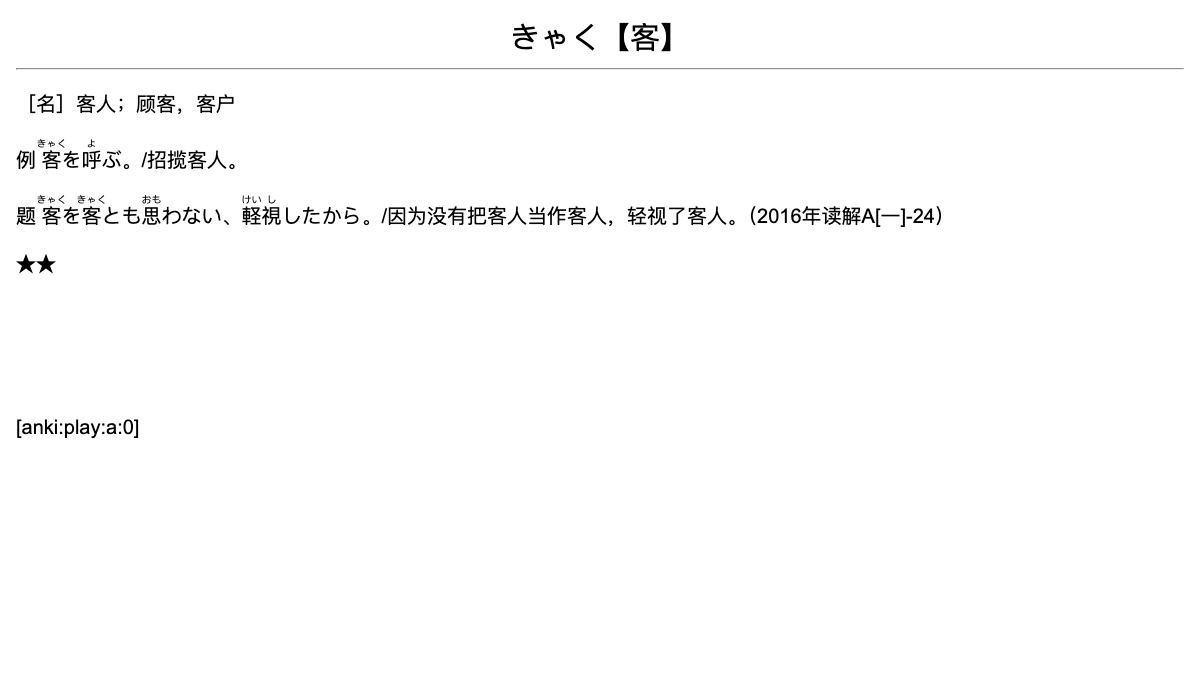 きゃく【客】
［名］客人；顾客，客户
きゃく よ
例 客を呼ぶ。/招揽客人。
きゃく きゃく おも けいし
题 客を客とも思わない、軽視したから。/因为没有把客人当作客人，轻视了客人。（2016年读解A[一]-24）
★★
[anki:play:a:0]